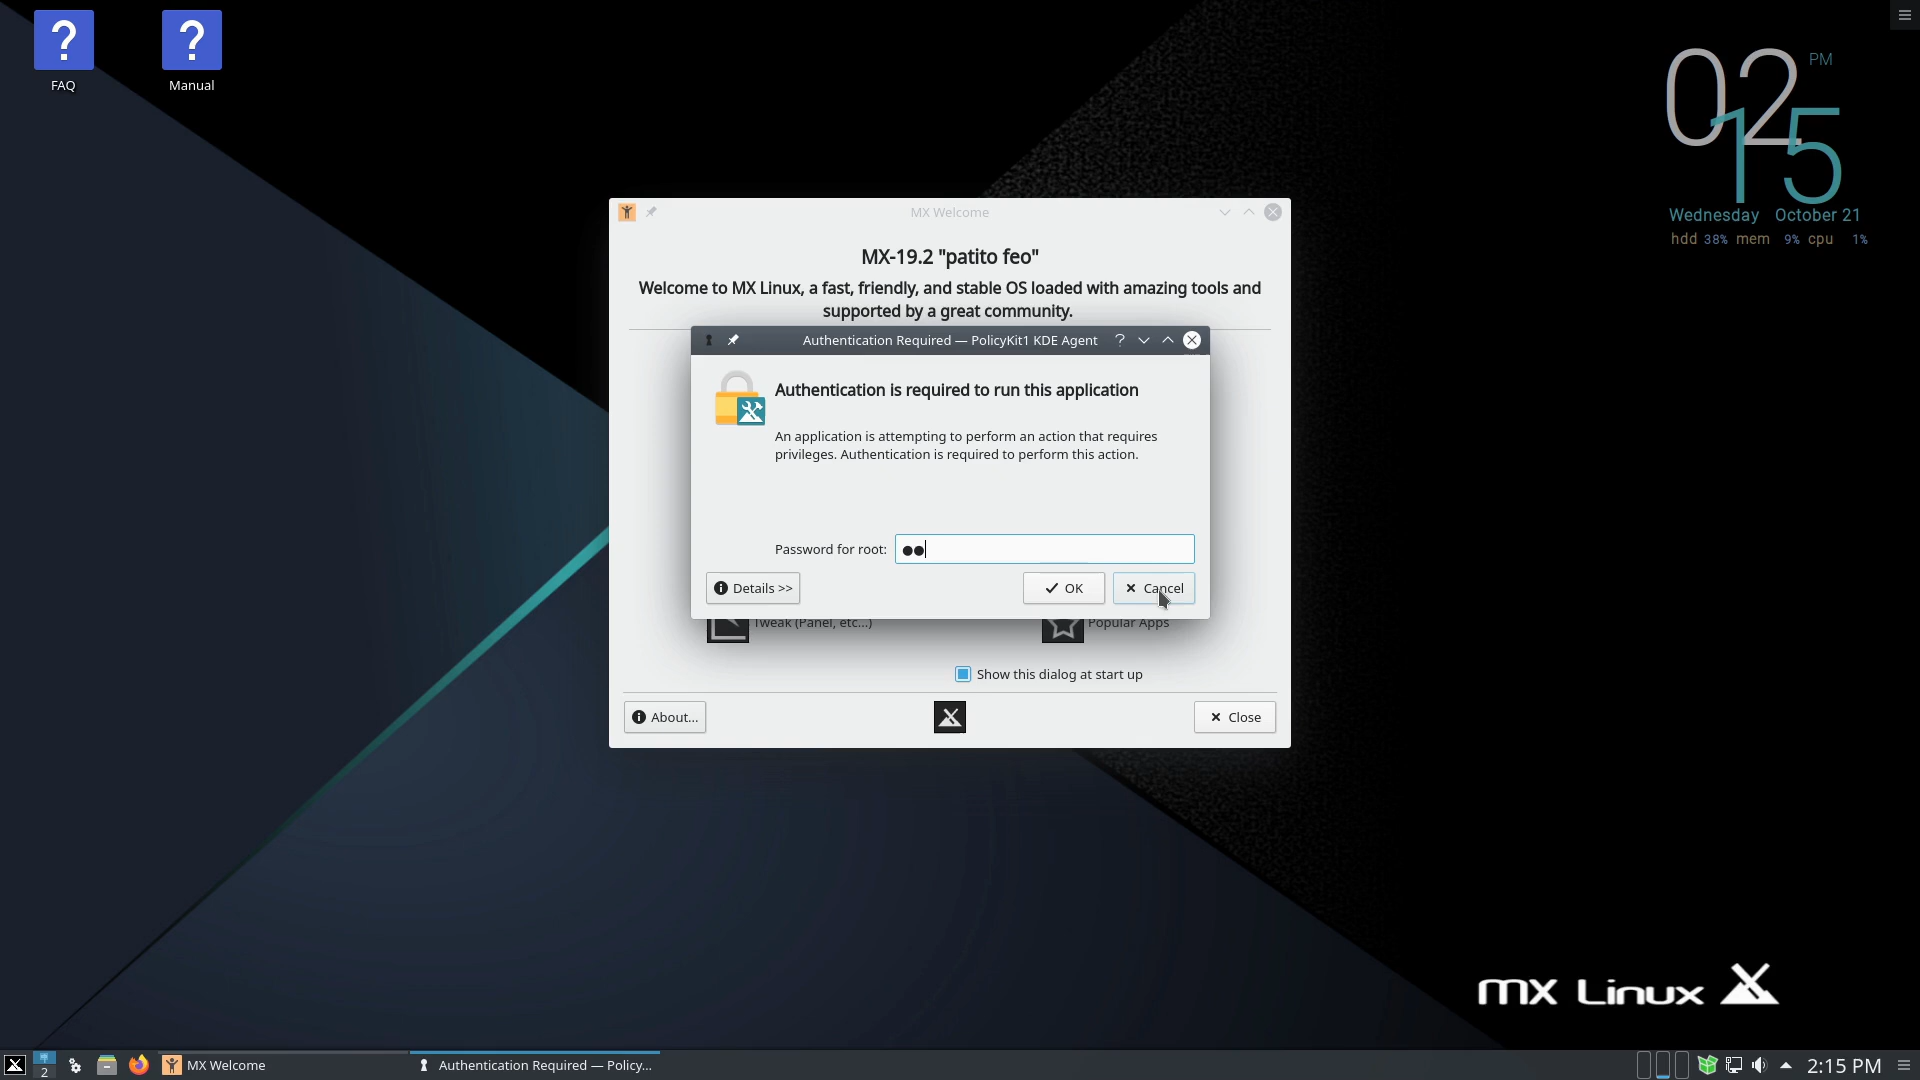 ?
FAQ
?
Manual
02
PM
15
Wednesday October 21
hdd 38% mem 9% cpu 1%
MX Welcome
MX-19.2 "patito feo"
Welcome to MX Linux, a fast, friendly, and stable OS loaded with amazing tools and
supported by a great community.
Authentication Required — PolicyKit1 KDE Agent ?
Authentication is required to run this application
An application is attempting to perform an action that requires
privileges. Authentication is required to perform this action.
Password for root: ●●
Details >>
OK
Cancel
Tweak (Panel, etc...)
Popular Apps
Show this dialog at start up
About...
Close
mx Linux
2
MX Welcome
Authentication Required — Policy...
2:15 PM